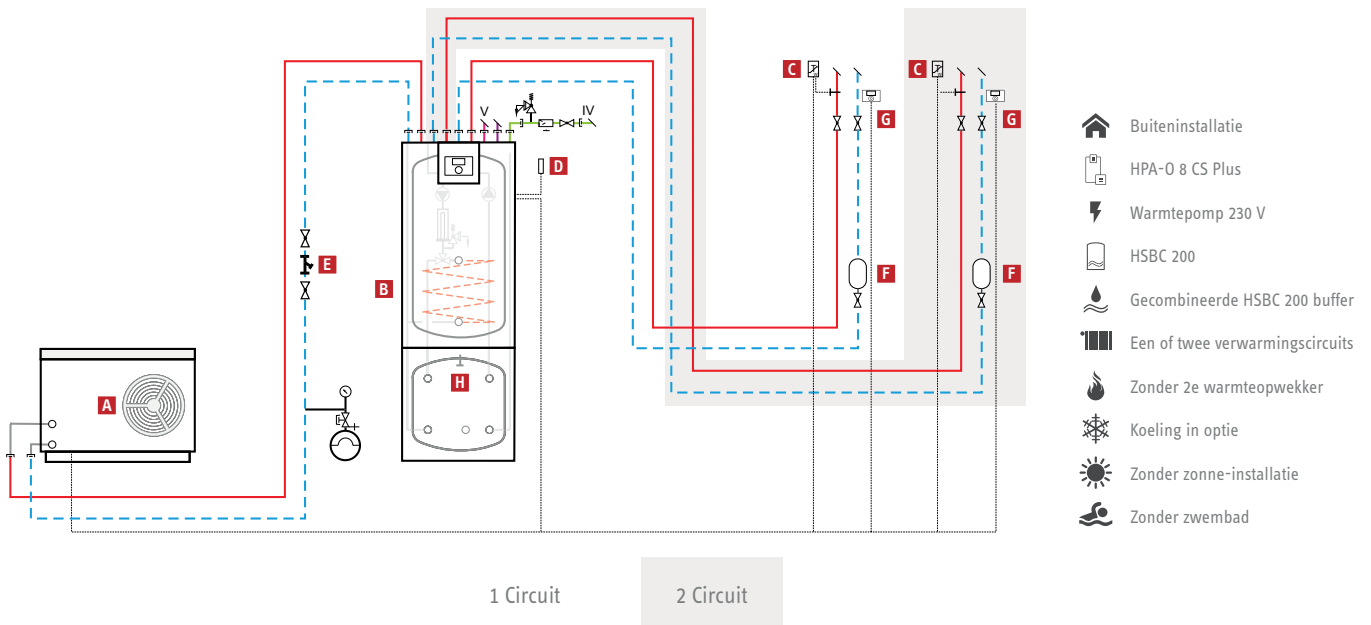 C
C
G
G
V
IV
D
E
B
F
F
A
H
Buiteninstallatie
HPA-O 8 CS Plus
Warmtepomp 230 V
HSBC 200
Gecombineerde HSBC 200 buffer
Een of twee verwarmingscircuits
Zonder 2e warmteopwekker
Koeling in optie
Zonder zonne-installatie
Zonder zwembad
1 Circuit
2 Circuit